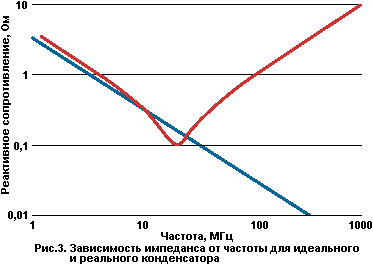 10
1
0,1
0,01
Реактивное сопротивление, Ом
1
10
100
1000
Частота, МГц
Рис.3. Зависимость импеданса от частоты для идеального
и реального конденсатора